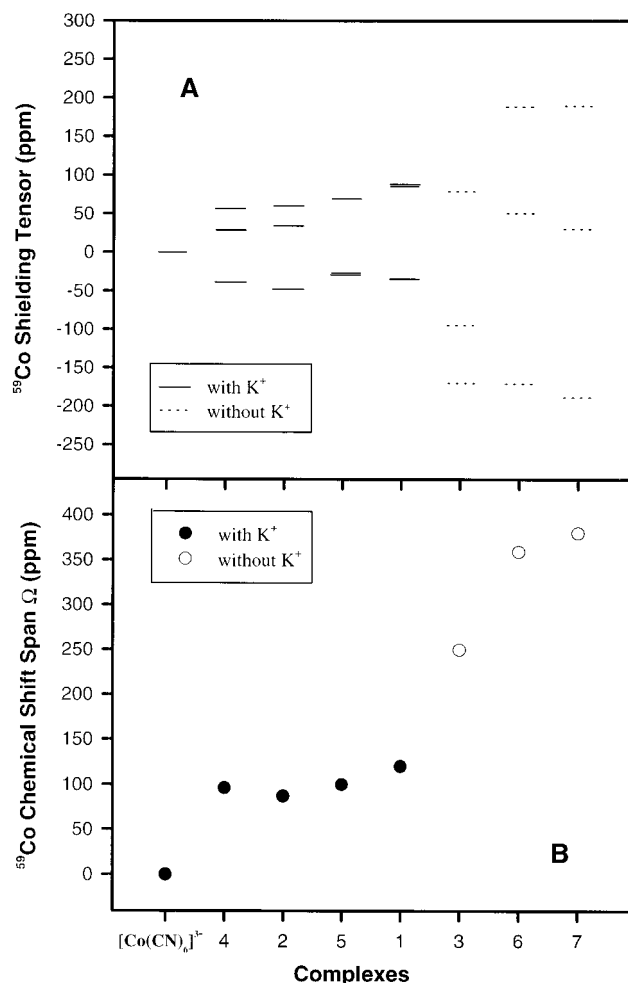 A
⁵⁹Co Shielding Tensor (ppm)
300
250
200
150
100
50
0
-50
-100
-150
-200
-250
with K⁺
without K⁺
B
⁵⁹Co Chemical Shift Span Ω (ppm)
400
350
300
250
200
150
100
50
0
with K⁺
without K⁺
[Co(CN)₆]³⁻ 4 2 5 1 3 6 7
Complexes